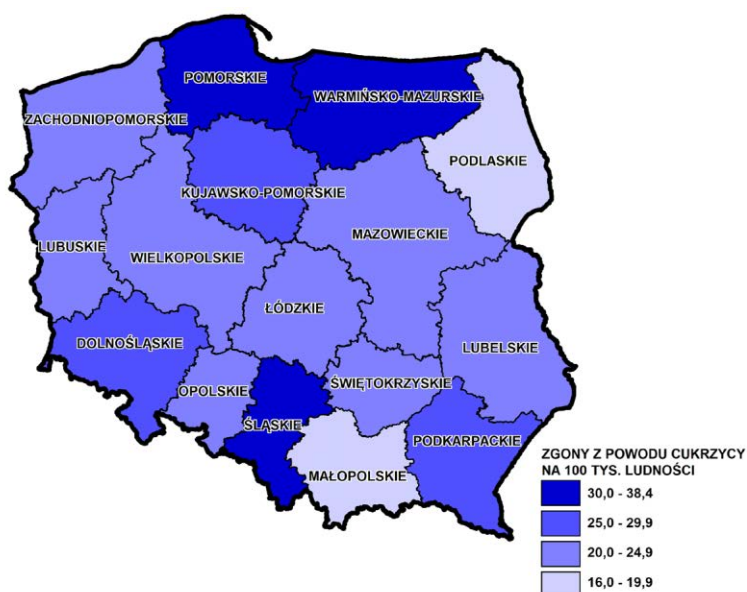 POMORSKIE
WARMIŃSKO-MAZURSKIE
ZACHODNIOPOMORSKIE
PODLASKIE
KUJAWSKO-POMORSKIE
MAZOWIECKIE
LUBUSKIE
WIELKOPOLSKIE
ŁÓDZKIE
DOLNOŚLĄSKIE
LUBELSKIE
OPOLSKIE
ŚWIĘTOKRZYSKIE
ŚLĄSKIE
PODKARPACKIE
MAŁOPOLSKIE
ZGONY Z POWODU CUKRZYCY
NA 100 TYS. LUDNOŚCI
30,0 - 38,4
25,0 - 29,9
20,0 - 24,9
16,0 - 19,9